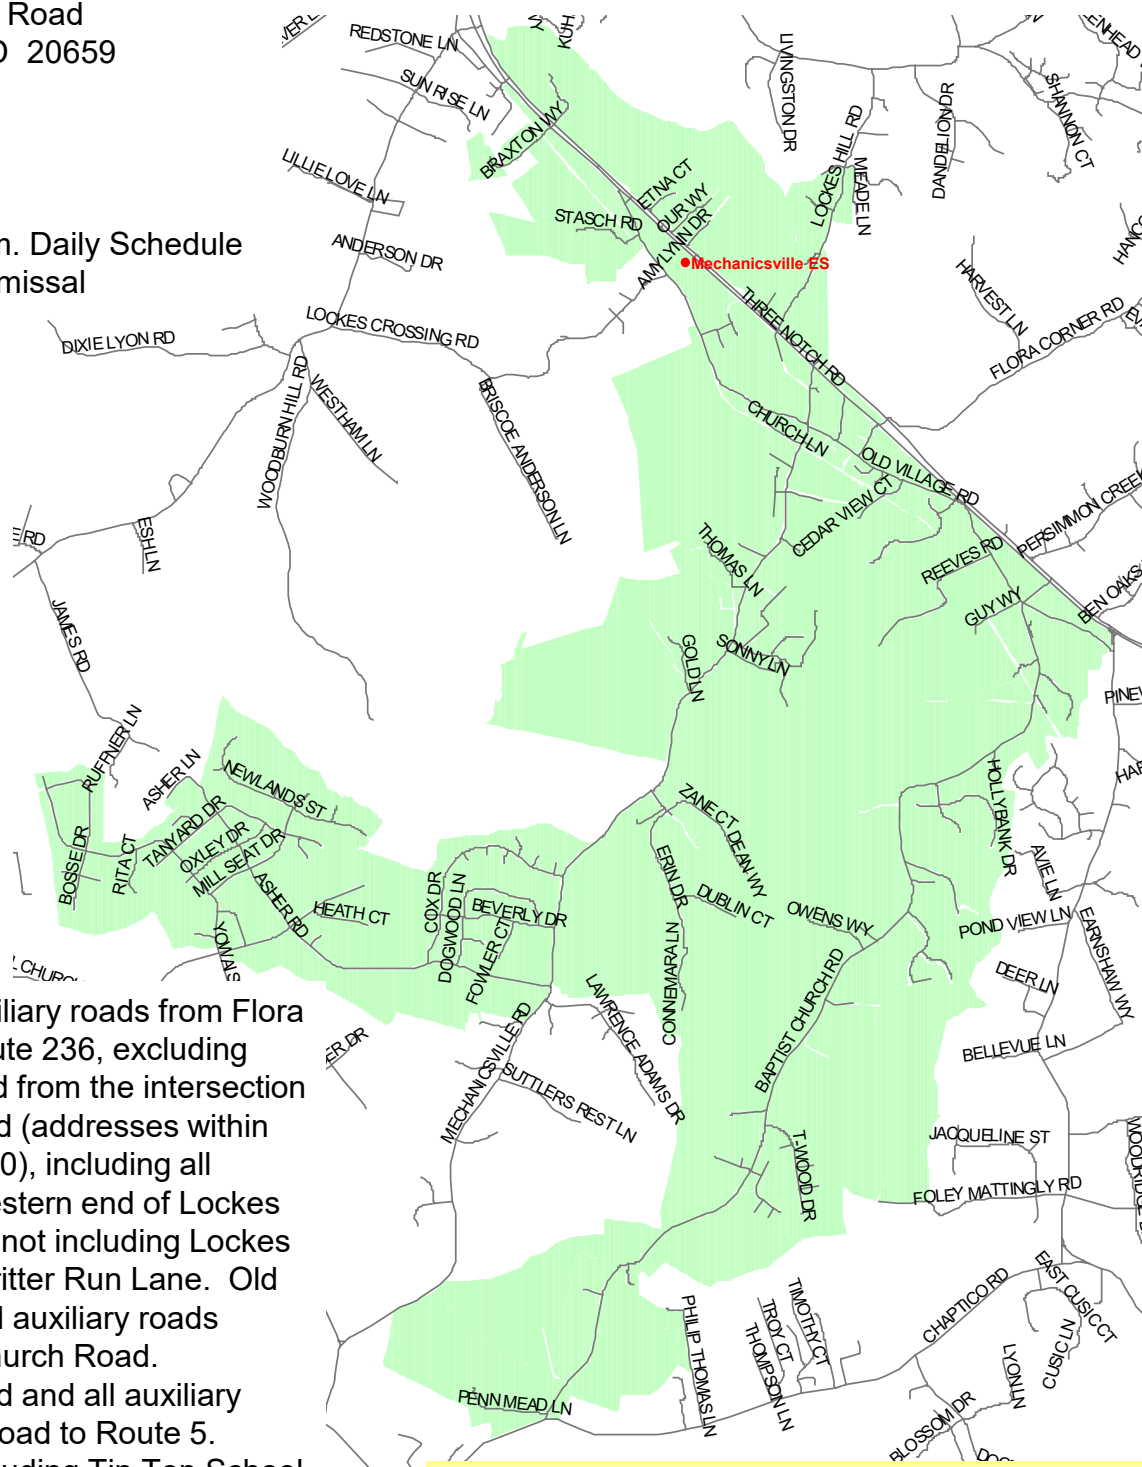 Road
20659
m. Daily Schedule
missal
REDSTONE LN
SUN RISE LN
BRAXTON WY
LILLIE LOVE LN
ANDERSON DR
LOCKES CROSSING RD
DIXIE LYON RD
WOODBURN HILL RD
WESTHAM LN
BRISCOE ANDERSON LN
ESH LN
E RD
JAMES RD
STASCH RD
ETNA CT
OUR WY
AMYLYNN DR
Mechanicsville ES
LIVINGSTON DR
LOCKES HILL RD
MEADE LN
DANDELION DR
SHANNON CT
HARVEST LN
FLORA CORNER RD
THREE NOTCH RD
CHURCH LN
OLD VILLAGE RD
CEDAR VIEW CT
PERSIMMON CREEK
REEVES RD
GUY WY
BEN OAKS
THOMAS LN
SONNY LN
GOLD LN
RUFFNER LN
ASHER LN
NEWLANDS ST
TANYARD DR
OXLEY DR
MILL SEAT DR
BOSSE DR
RITA CT
ASHER RD
HEATH CT
YOWAIS
COX DR
DOGWOOD LN
BEVERLY DR
FOWLER CT
ZANE CT
DEAN WY
ERIN DR
DUBLIN CT
OWENS WY
CONNEMARA LN
HOLLYBANK DR
AVIE LN
POND VIEW LN
EARNSHAW WY
DEER LN
BELLEVUE LN
BAPTIST CHURCH RD
LAWRENCE ADAMS DR
MECHANICSVILLE RD
SUTTLERS REST LN
T-WOOD DR
JACQUELINE ST
FOLEY MATTINGLY RD
CHAPTICO RD
EAST CUSIC CT
CUSIC LN
LYON LN
BLOSSOM DR
PHILIP THOMAS LN
TROY CT
THOMPSON LN
TIMOTHY CT
PENN MEAD LN
iliary roads from Flora
ute 236, excluding
d from the intersection
d (addresses within
0), including all
estern end of Lockes
not including Lockes
ritter Run Lane.  Old
l auxiliary roads
hurch Road.
d and all auxiliary
oad to Route 5.
luding Tip Top School